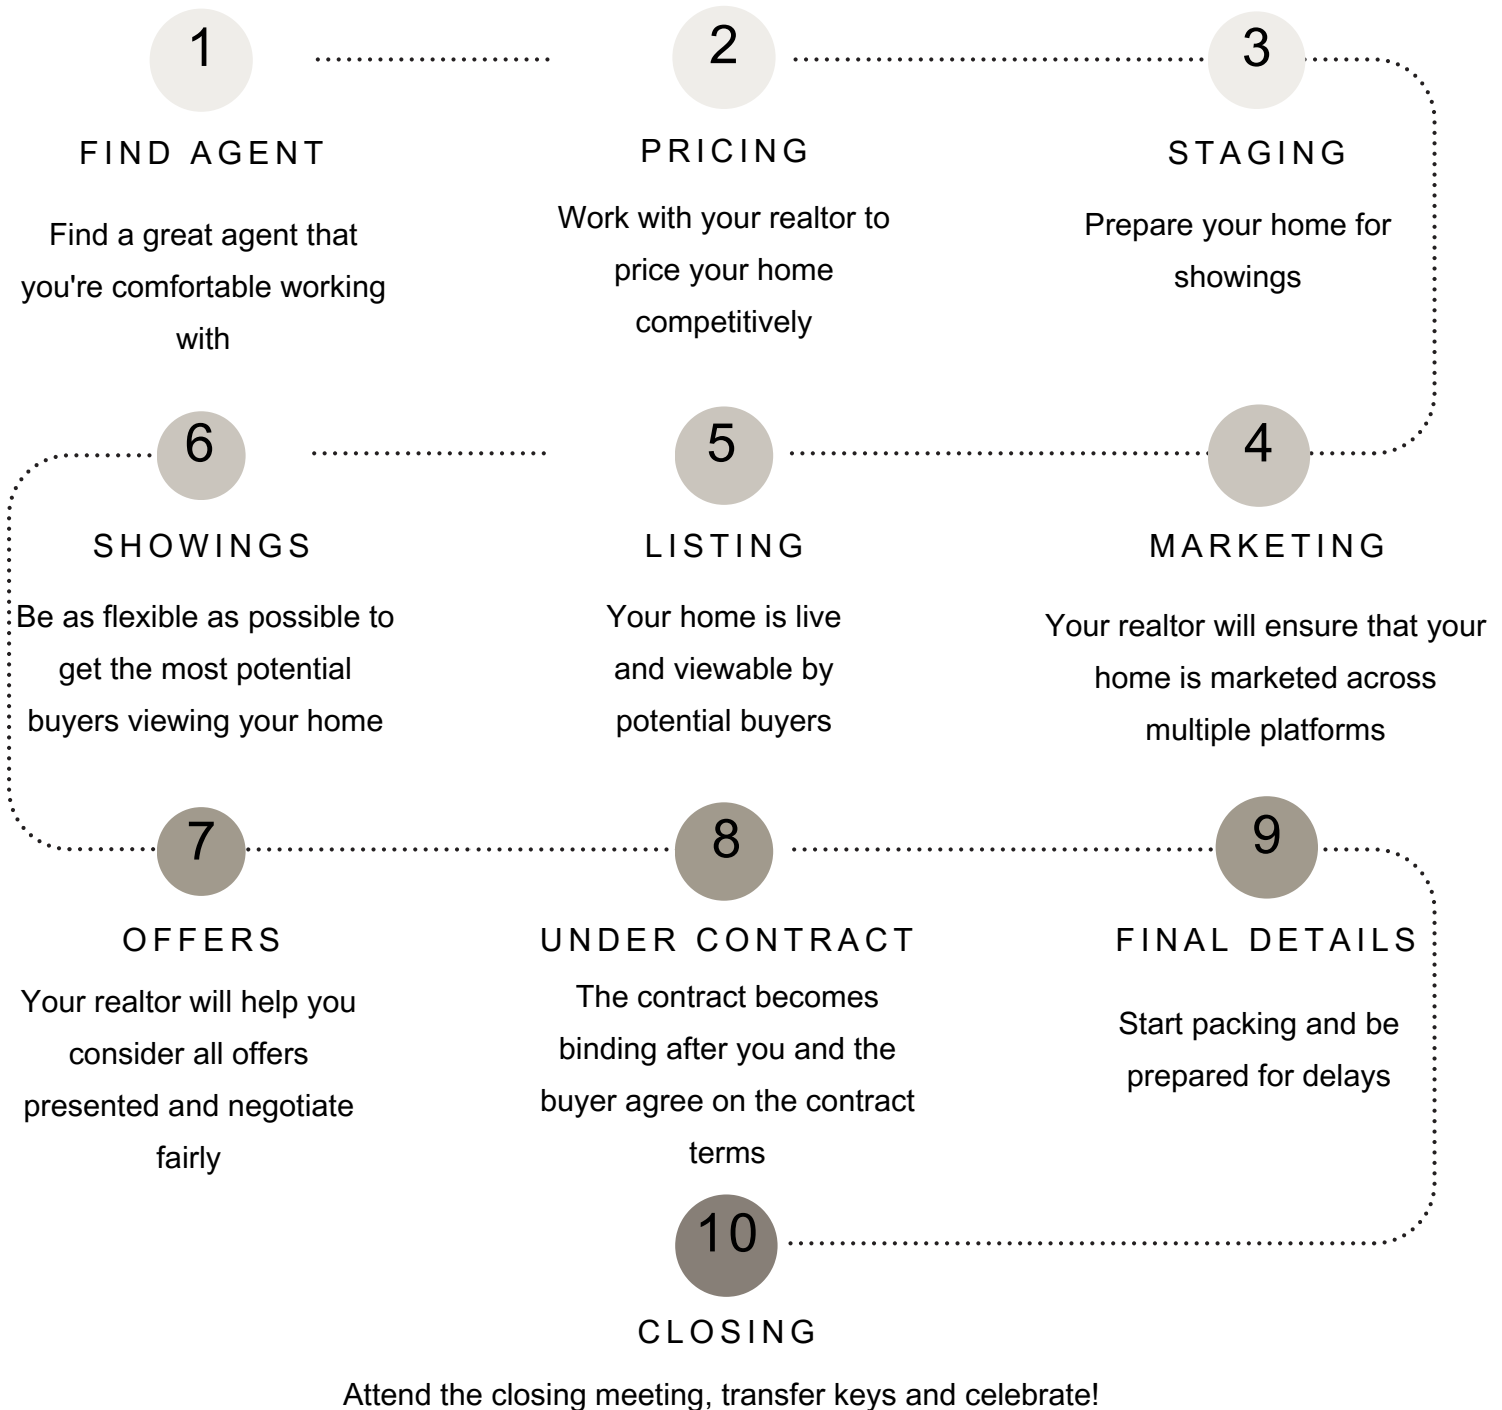 1
FIND AGENT
Find a great agent that
you're comfortable working
with
2
PRICING
Work with your realtor to
price your home
competitively
3
STAGING
Prepare your home for
showings
4
MARKETING
Your realtor will ensure that your
home is marketed across
multiple platforms
5
LISTING
Your home is live
and viewable by
potential buyers
6
SHOWINGS
Be as flexible as possible to
get the most potential
buyers viewing your home
7
OFFERS
Your realtor will help you
consider all offers
presented and negotiate
fairly
8
UNDER CONTRACT
The contract becomes
binding after you and the
buyer agree on the contract
terms
9
FINAL DETAILS
Start packing and be
prepared for delays
10
CLOSING
Attend the closing meeting, transfer keys and celebrate!